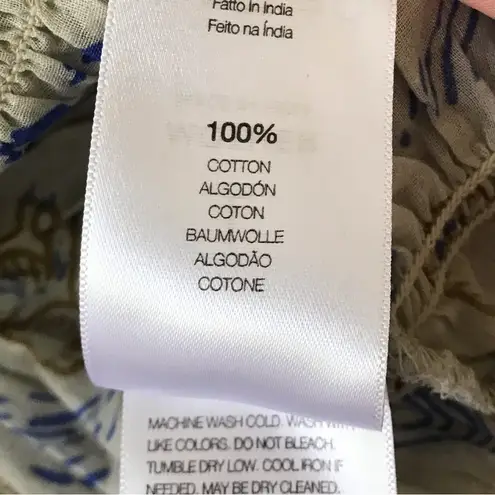 Fatto in India
Feito na Índia
100%
COTTON
ALGODÓN
COTON
BAUMWOLLE
ALGODÃO
COTONE
MACHINE WASH COLD. WASH WITH
LIKE COLORS. DO NOT BLEACH.
TUMBLE DRY LOW. COOL IRON IF
NEEDED. MAY BE DRY CLEANED.